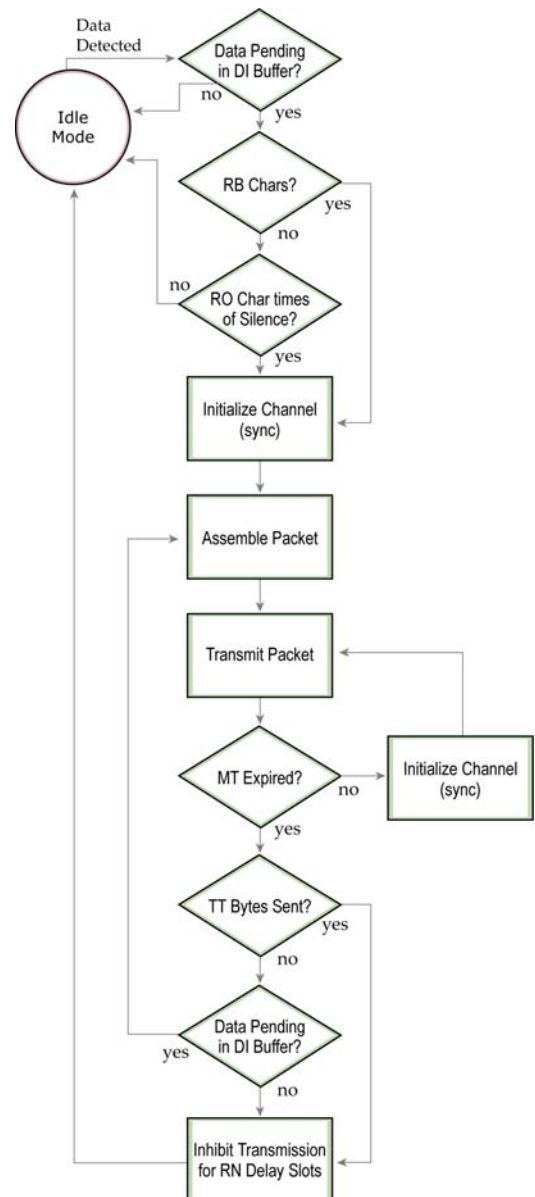 Data
Detected
Data Pending
in DI Buffer?
no
yes
Idle
Mode
RB Chars?
yes
no
no
RO Char times
of Silence?
yes
Initialize Channel
(sync)
Assemble Packet
Transmit Packet
MT Expired?
no
Initialize Channel
(sync)
yes
TT Bytes Sent?
yes
no
Data Pending
in DI Buffer?
yes
no
Inhibit Transmission
for RN Delay Slots